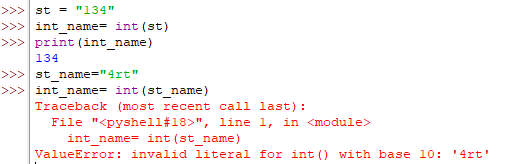 >>> st = "134"
>>> int_name= int(st)
>>> print(int_name)
134
>>> st_name="4rt"
>>> int_name= int(st_name)
Traceback (most recent call last):
  File "<pyshell#18>", line 1, in <module>
    int_name= int(st_name)
ValueError: invalid literal for int() with base 10: '4rt'